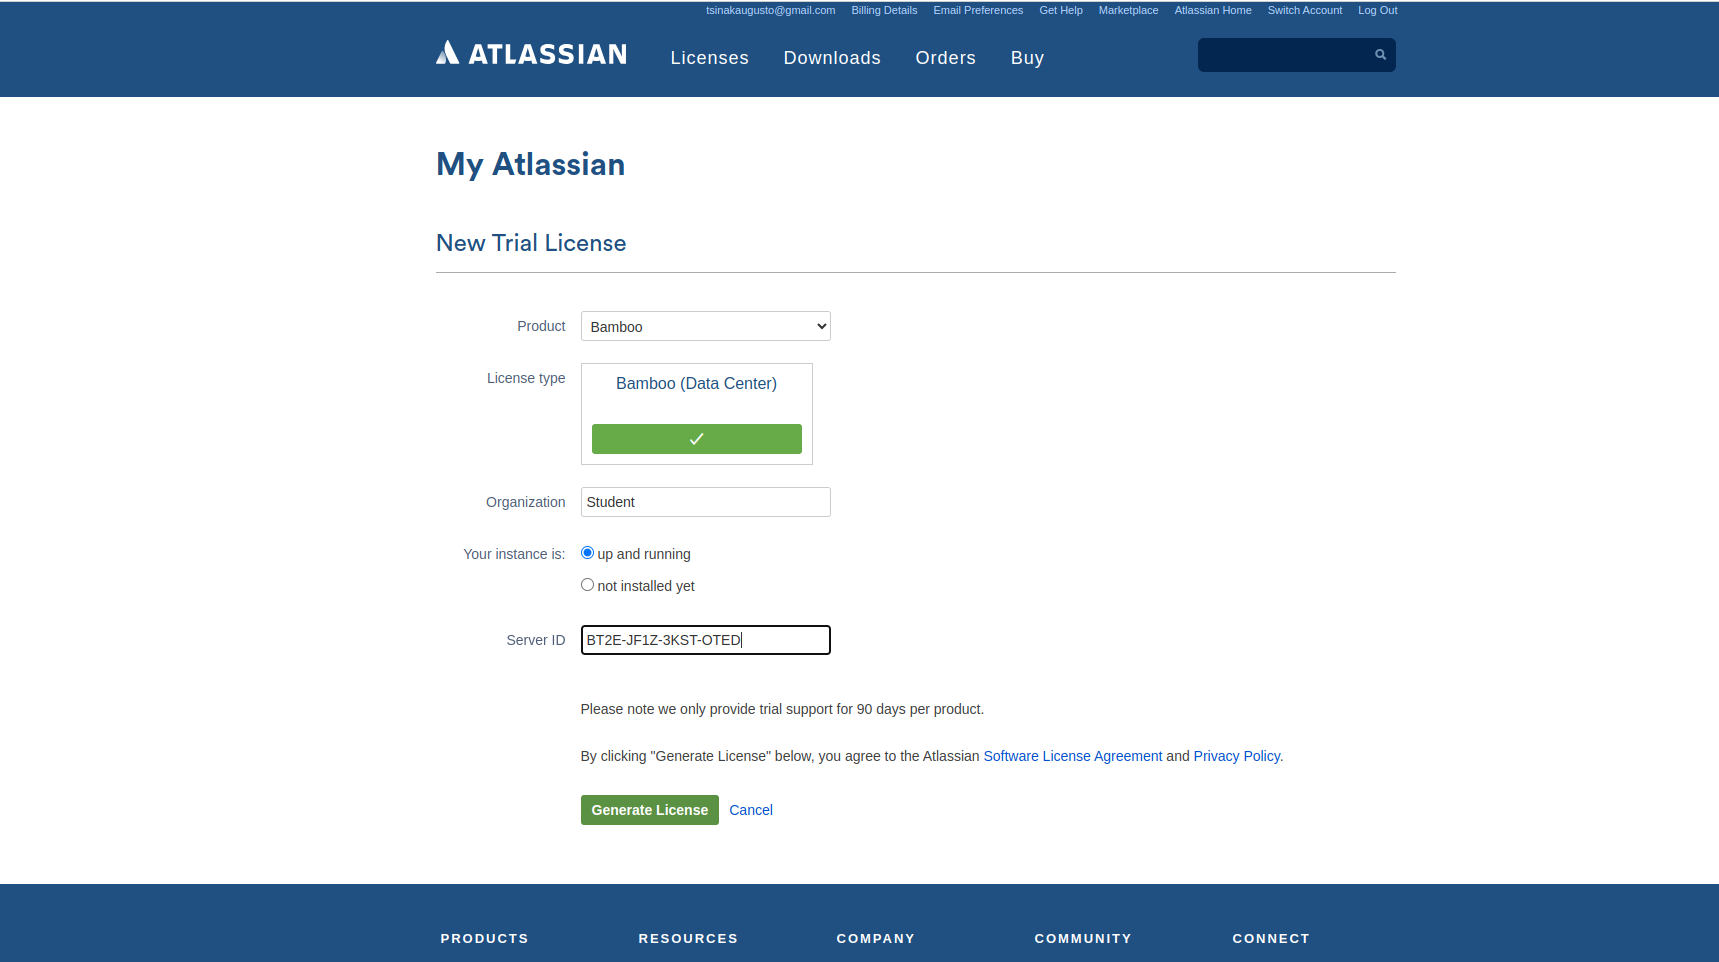 tsinakaugusto@gmail.com Billing Details Email Preferences Get Help Marketplace Atlassian Home Switch Account Log Out
ATLASSIAN Licenses Downloads Orders Buy
My Atlassian
New Trial License
Product Bamboo
License type Bamboo (Data Center)
Organization Student
Your instance is: up and running
not installed yet
Server ID BT2E-JF1Z-3KST-OTED
Please note we only provide trial support for 90 days per product.
By clicking "Generate License" below, you agree to the Atlassian Software License Agreement and Privacy Policy.
Generate License Cancel
PRODUCTS RESOURCES COMPANY COMMUNITY CONNECT